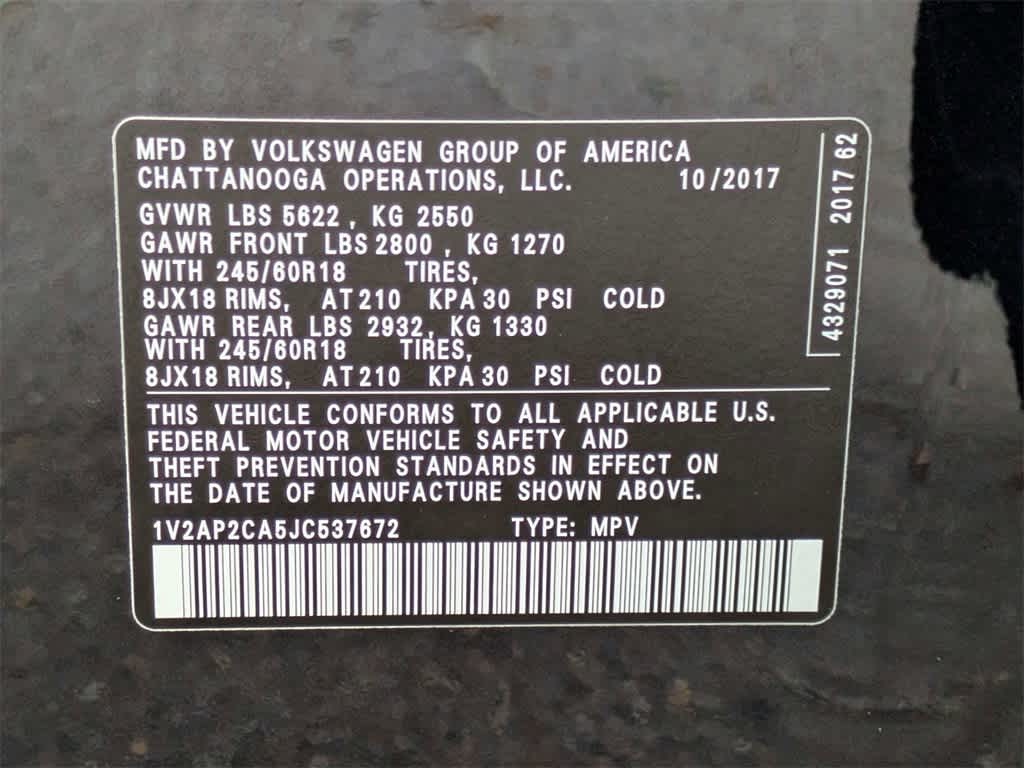 MFD BY VOLKSWAGEN GROUP OF AMERICA
CHATTANOOGA OPERATIONS, LLC. 10/2017
GVWR LBS 5622 , KG 2550
GAWR FRONT LBS 2800 , KG 1270
WITH 245/60R18 TIRES,
8JX18 RIMS, AT 210 KPA 30 PSI COLD
GAWR REAR LBS 2932, KG 1330
WITH 245/60R18 TIRES,
8JX18 RIMS, AT 210 KPA 30 PSI COLD
THIS VEHICLE CONFORMS TO ALL APPLICABLE U.S.
FEDERAL MOTOR VEHICLE SAFETY AND
THEFT PREVENTION STANDARDS IN EFFECT ON
THE DATE OF MANUFACTURE SHOWN ABOVE.
1V2AP2CA5JC537672 TYPE: MPV
4329071 2017 62